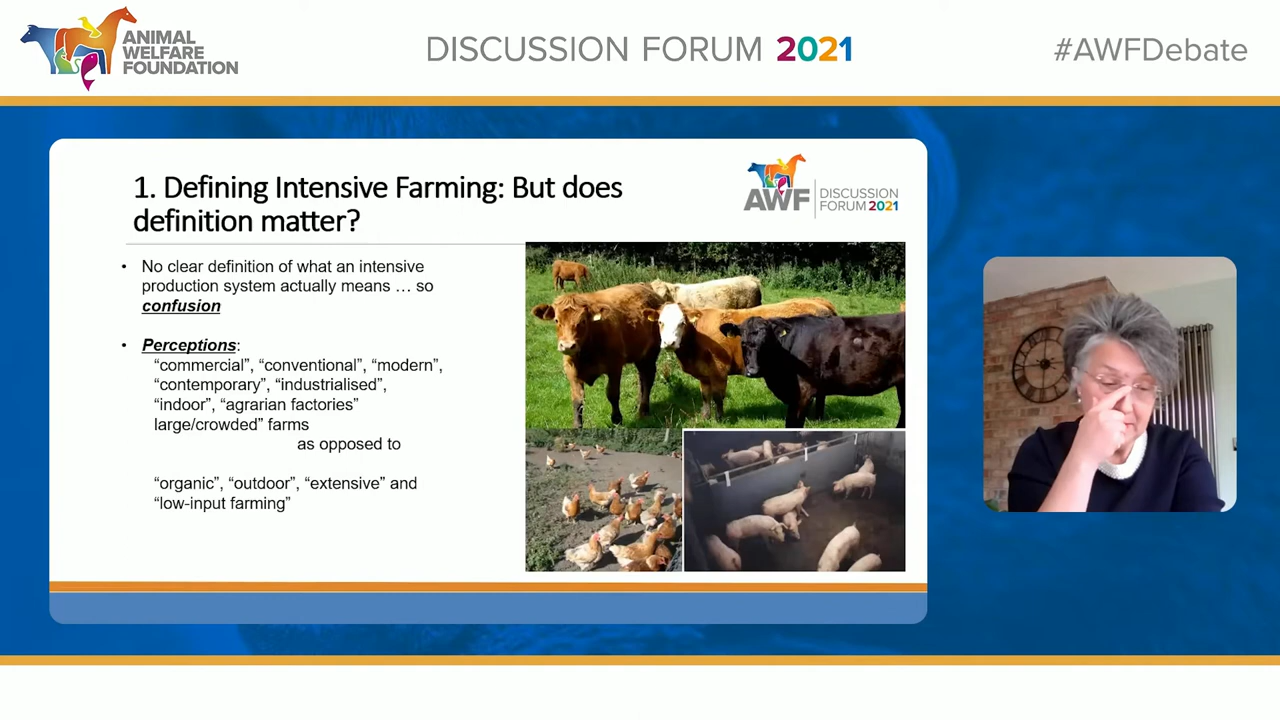 ANIMAL
WELFARE
FOUNDATION
DISCUSSION FORUM 2021
#AWFDebate
1. Defining Intensive Farming: But does
definition matter?
AWF
DISCUSSION
FORUM 2021
• No clear definition of what an intensive
production system actually means … so
confusion
• Perceptions:
“commercial”, “conventional”, “modern”,
“contemporary”, “industrialised”,
“indoor”, “agrarian factories”
large/crowded” farms
as opposed to
“organic”, “outdoor”, “extensive” and
“low-input farming”